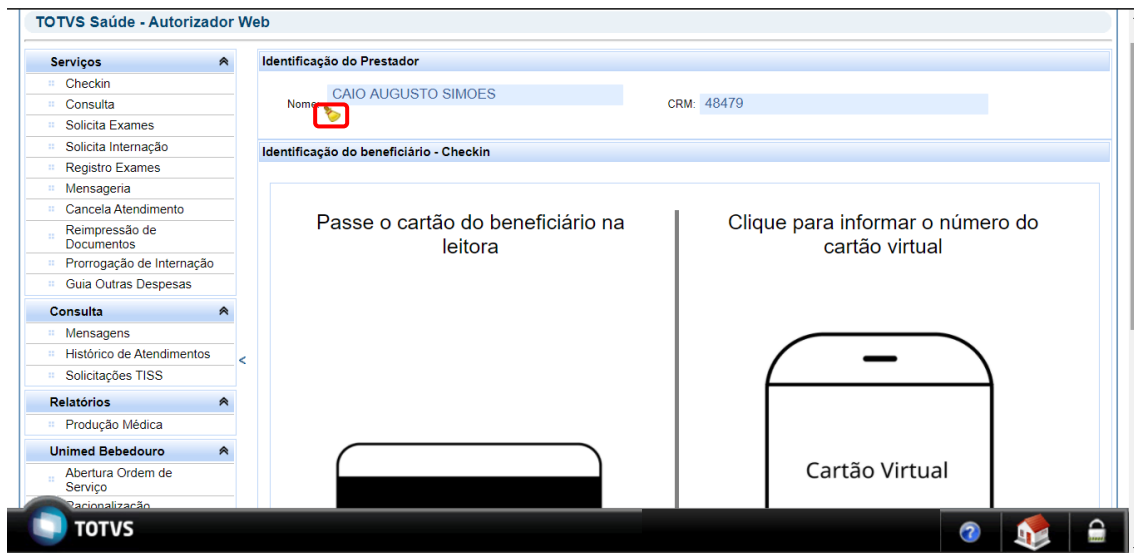 TOTVS Saúde - Autorizador Web
Serviços
Checkin
Consulta
Solicita Exames
Solicita Internação
Registro Exames
Mensageria
Cancela Atendimento
Reimpressão de
Documentos
Prorrogação de Internação
Guia Outras Despesas
Consulta
Mensagens
Histórico de Atendimentos
Solicitações TISS
Relatórios
Produção Médica
Unimed Bebedouro
Abertura Ordem de
Serviço
Racionalização
<
Identificação do Prestador
Nome: CAIO AUGUSTO SIMOES CRM: 48479
Identificação do beneficiário - Checkin
Passe o cartão do beneficiário na
leitora
Clique para informar o número do
cartão virtual
Cartão Virtual
TOTVS
?